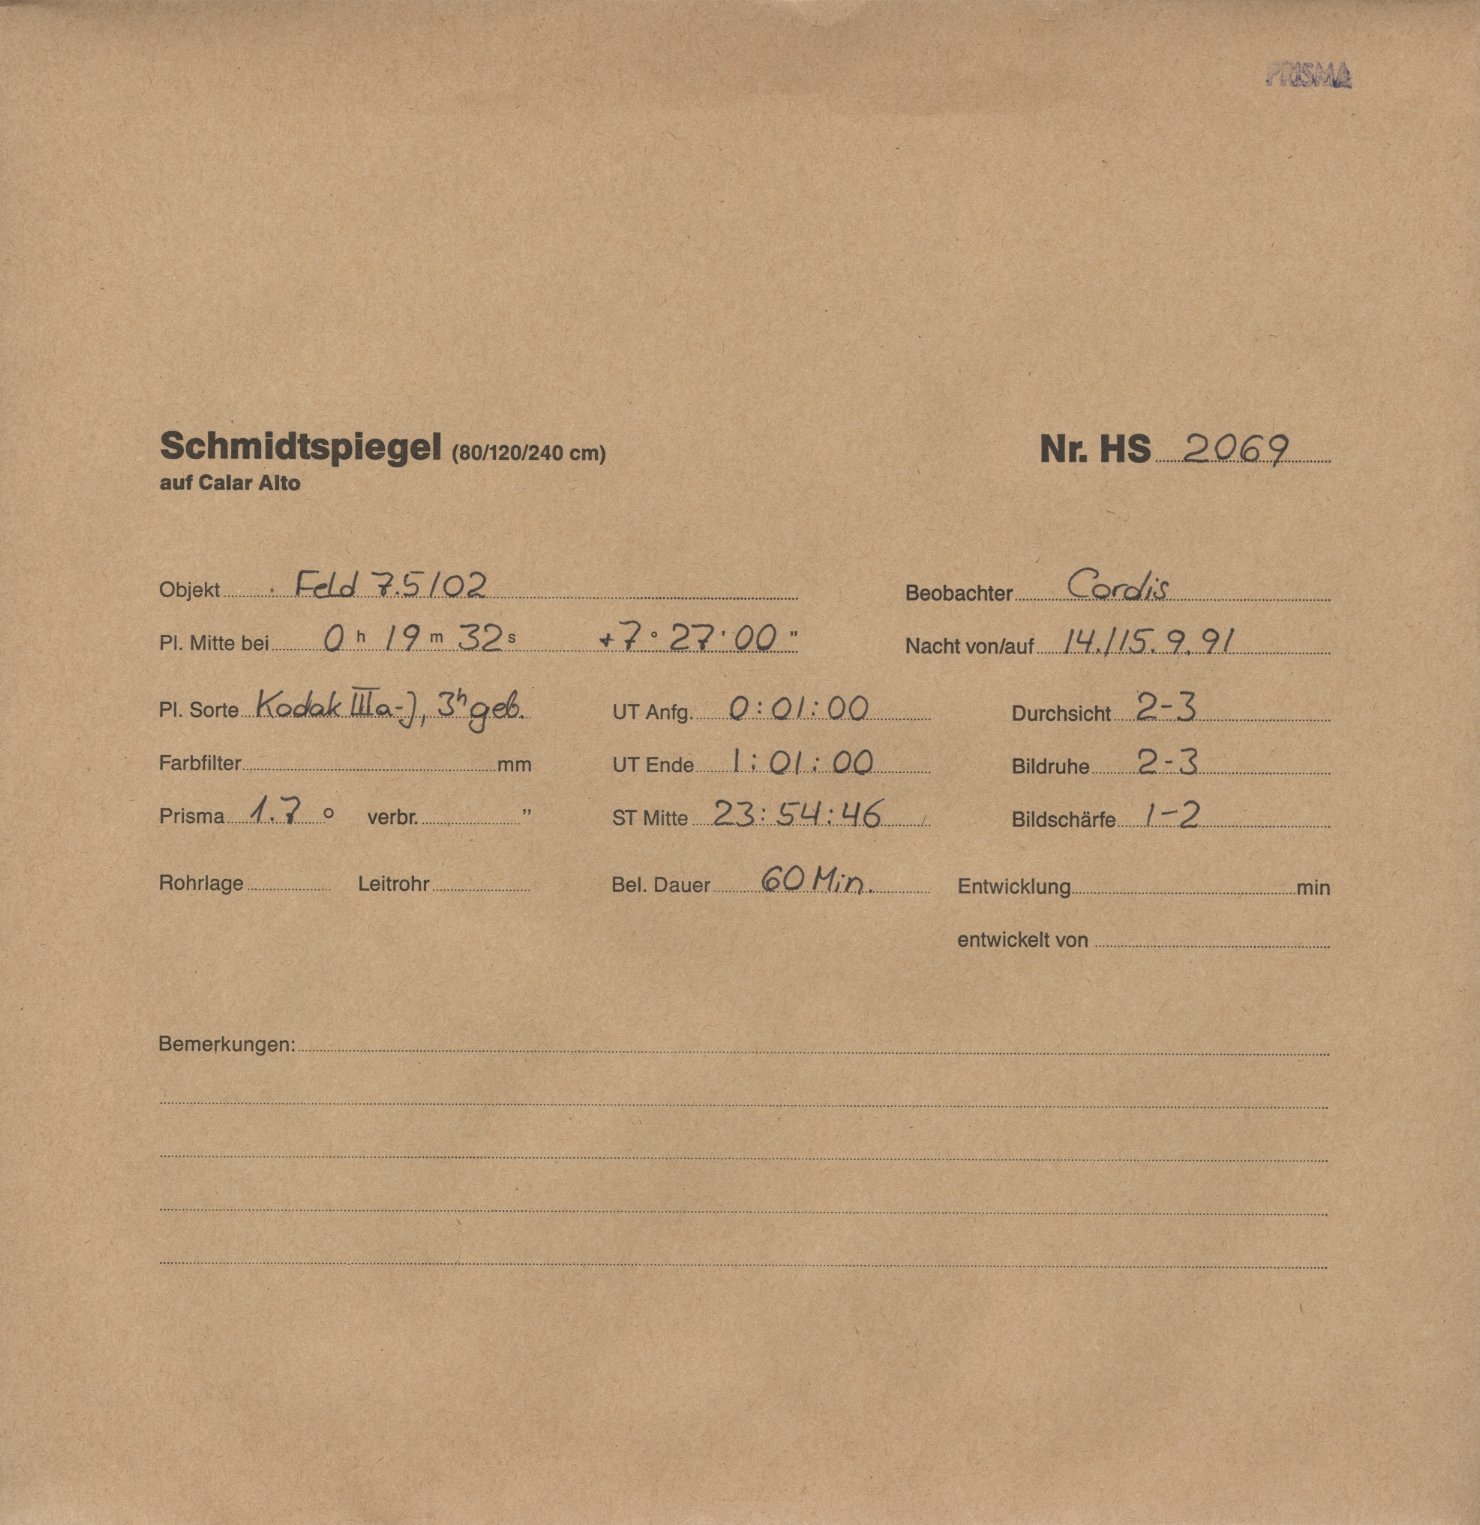 PRISMA
Schmidtspiegel (80/120/240 cm) Nr. HS 2069
auf Calar Alto
Objekt Feld 7.5/02 Beobachter Cordis
Pl. Mitte bei 0 h 19 m 32 s +7° 27' 00" Nacht von/auf 14./15.9.91
Pl. Sorte Kodak IIIa-J, 3h geb. UT Anfg. 0:01:00 Durchsicht 2-3
Farbfilter mm UT Ende 1:01:00 Bildruhe 2-3
Prisma 1.7 ° verbr. " ST Mitte 23:54:46 Bildschärfe 1-2
Rohrlage Leitrohr Bel. Dauer 60 Min. Entwicklung min
entwickelt von
Bemerkungen: